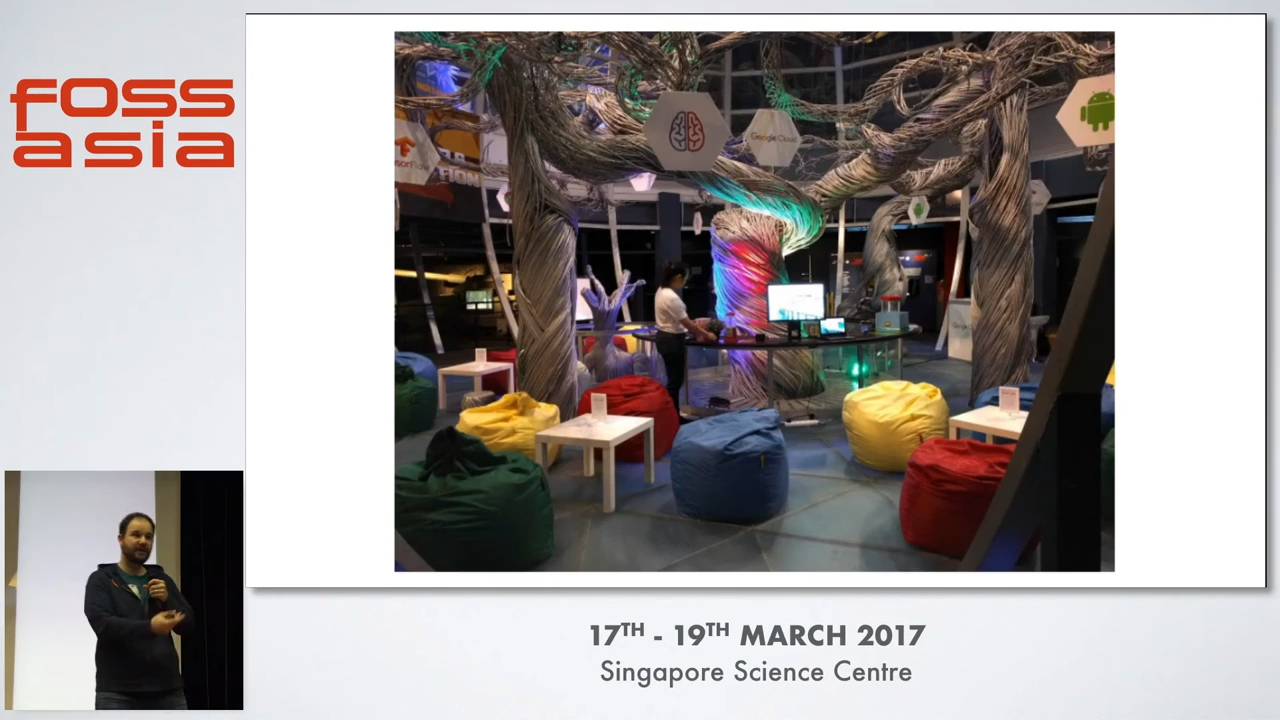 foss
asia
Google Cloud
17TH - 19TH MARCH 2017
Singapore Science Centre